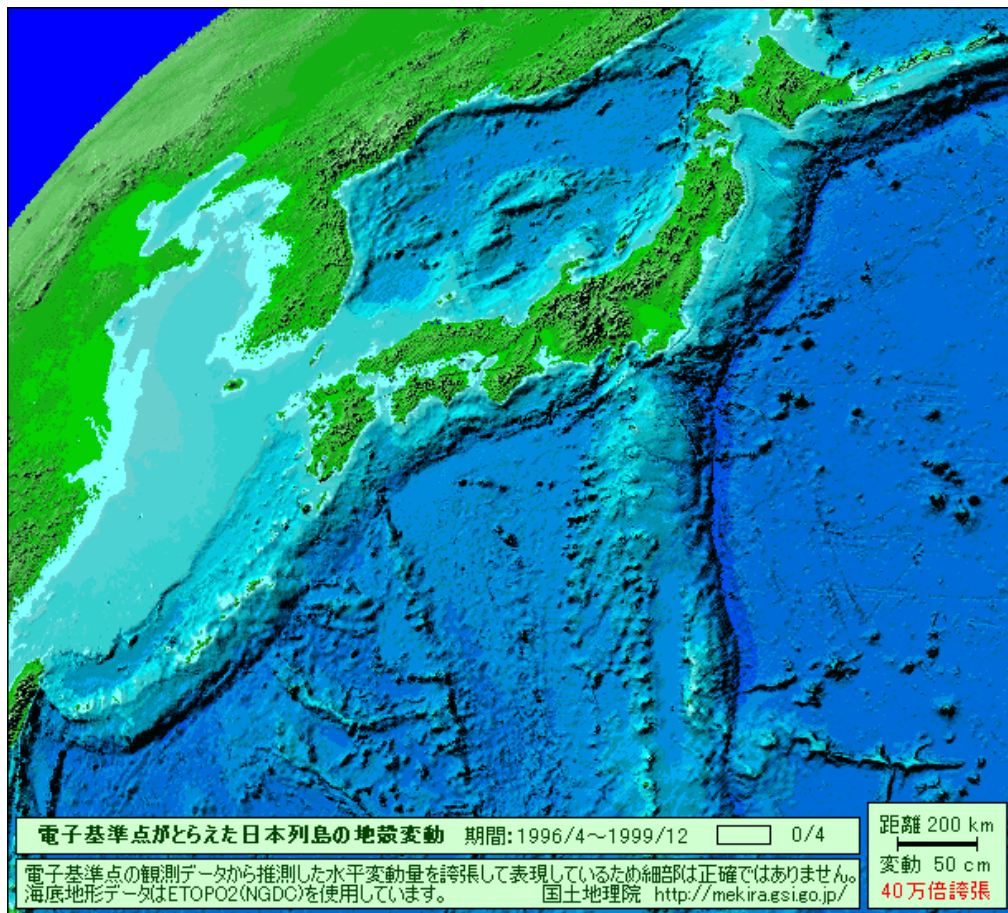 電子基準点がとらえた日本列島の地殻変動 期間:1996/4～1999/12 0/4
電子基準点の観測データから推測した水平変動量を誇張して表現しているため細部は正確ではありません。
海底地形データはETOPO2(NGDC)を使用しています。 国土地理院 http://mekira.gsi.go.jp/
距離 200 km
変動 50 cm
40万倍誇張